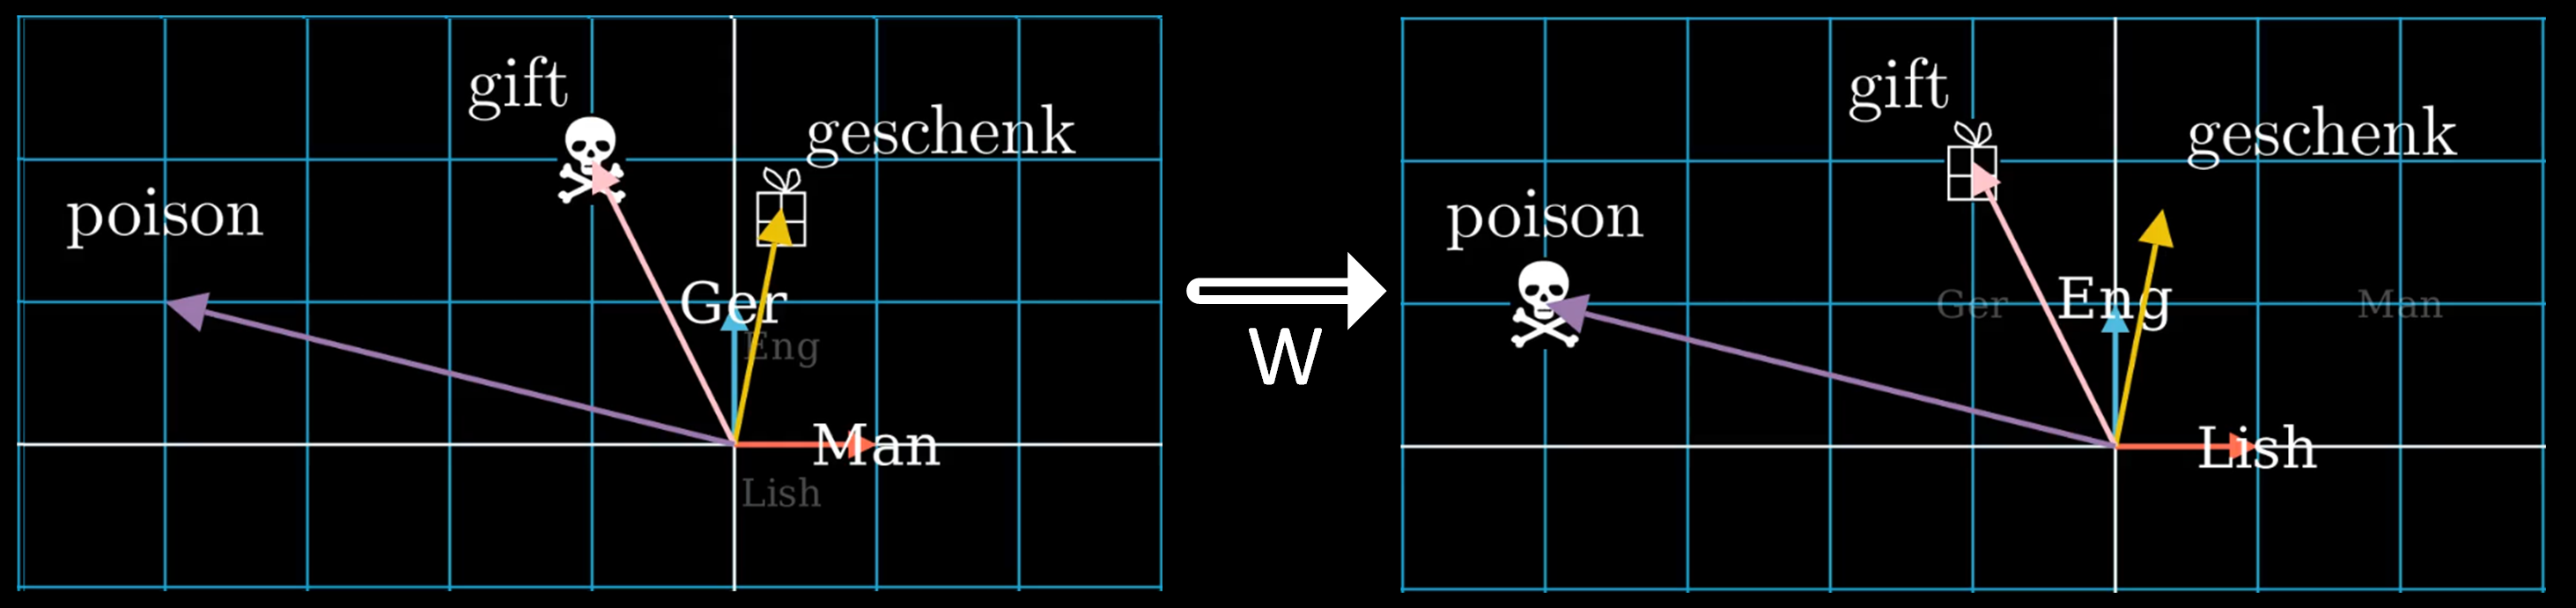 gift
geschenk
poison
Ger
Eng
Man
Lish
W
gift
geschenk
poison
Ger
Eng
Man
Lish